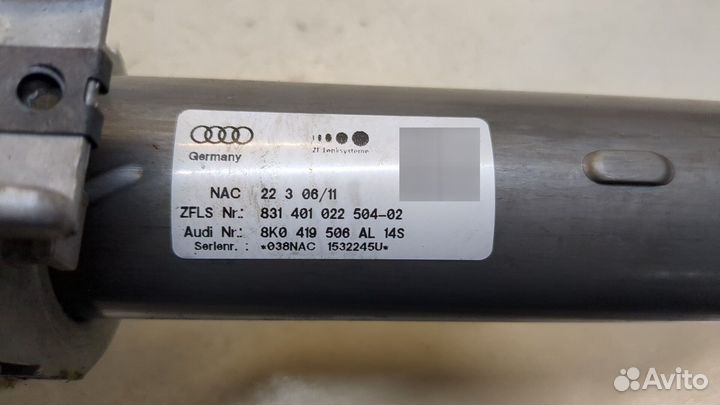 Germany
ZF Lenksysteme
NAC 22 3 06/11
ZFLS Nr.: 831 401 022 504-02
Audi Nr.: 8K0 419 506 AL 14S
Serienr. : *038NAC 1532245U*
Avito